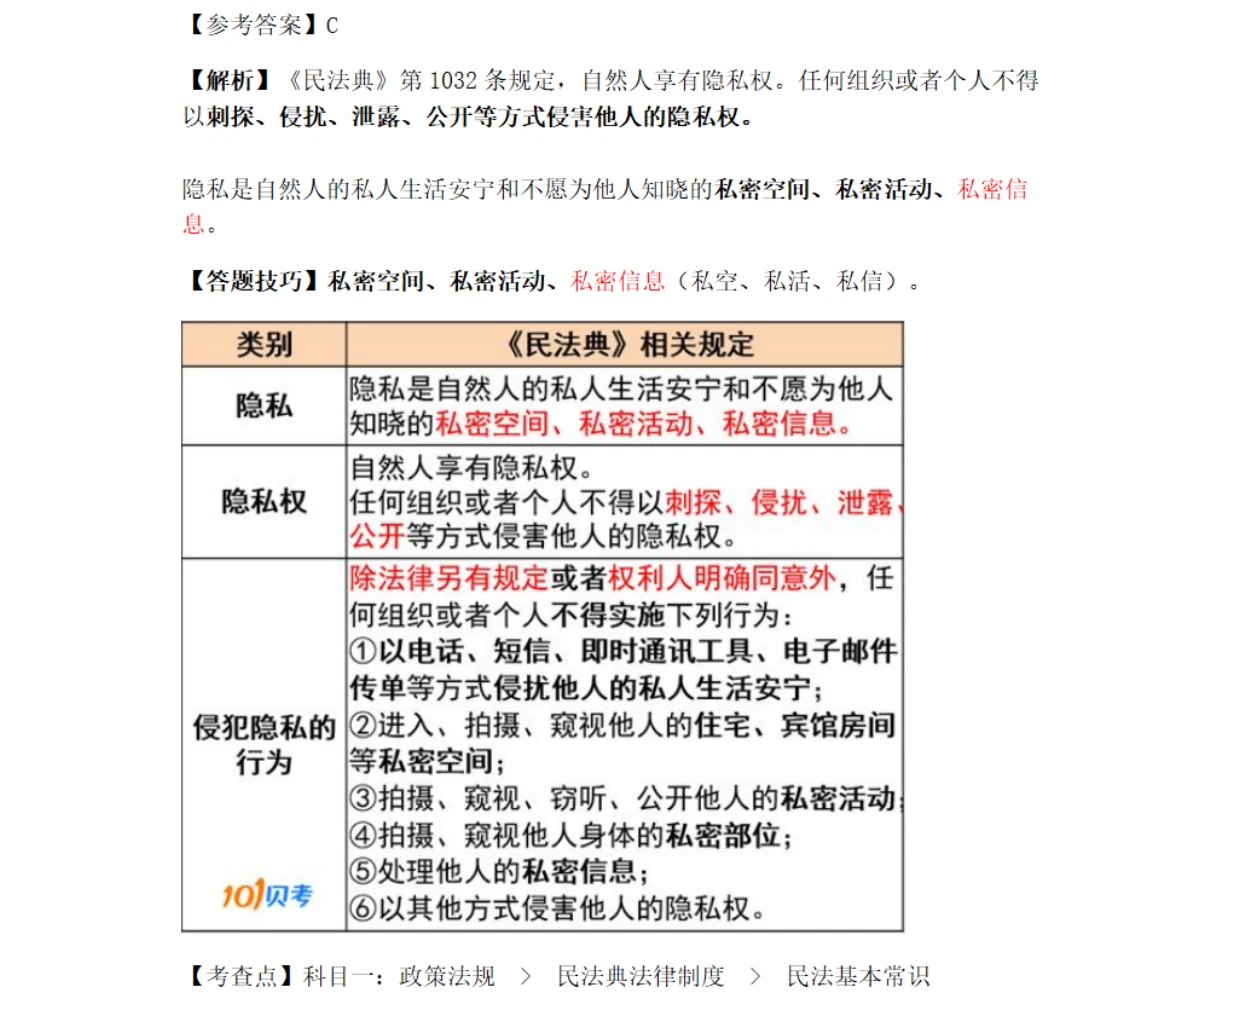 【参考答案】C
【解析】《民法典》第 1032 条规定，自然人享有隐私权。任何组织或者个人不得
以刺探、侵扰、泄露、公开等方式侵害他人的隐私权。
隐私是自然人的私人生活安宁和不愿为他人知晓的私密空间、私密活动、私密信
息。
【答题技巧】私密空间、私密活动、私密信息（私空、私活、私信）。
类别
《民法典》相关规定
隐私
隐私是自然人的私人生活安宁和不愿为他人
知晓的私密空间、私密活动、私密信息。
隐私权
自然人享有隐私权。
任何组织或者个人不得以刺探、侵扰、泄露、
公开等方式侵害他人的隐私权。
侵犯隐私的
行为
除法律另有规定或者权利人明确同意外，任
何组织或者个人不得实施下列行为：
①以电话、短信、即时通讯工具、电子邮件
传单等方式侵扰他人的私人生活安宁；
②进入、拍摄、窥视他人的住宅、宾馆房间
等私密空间；
③拍摄、窥视、窃听、公开他人的私密活动；
④拍摄、窥视他人身体的私密部位；
⑤处理他人的私密信息；
⑥以其他方式侵害他人的隐私权。
101贝考
【考查点】科目一：政策法规 > 民法典法律制度 > 民法基本常识